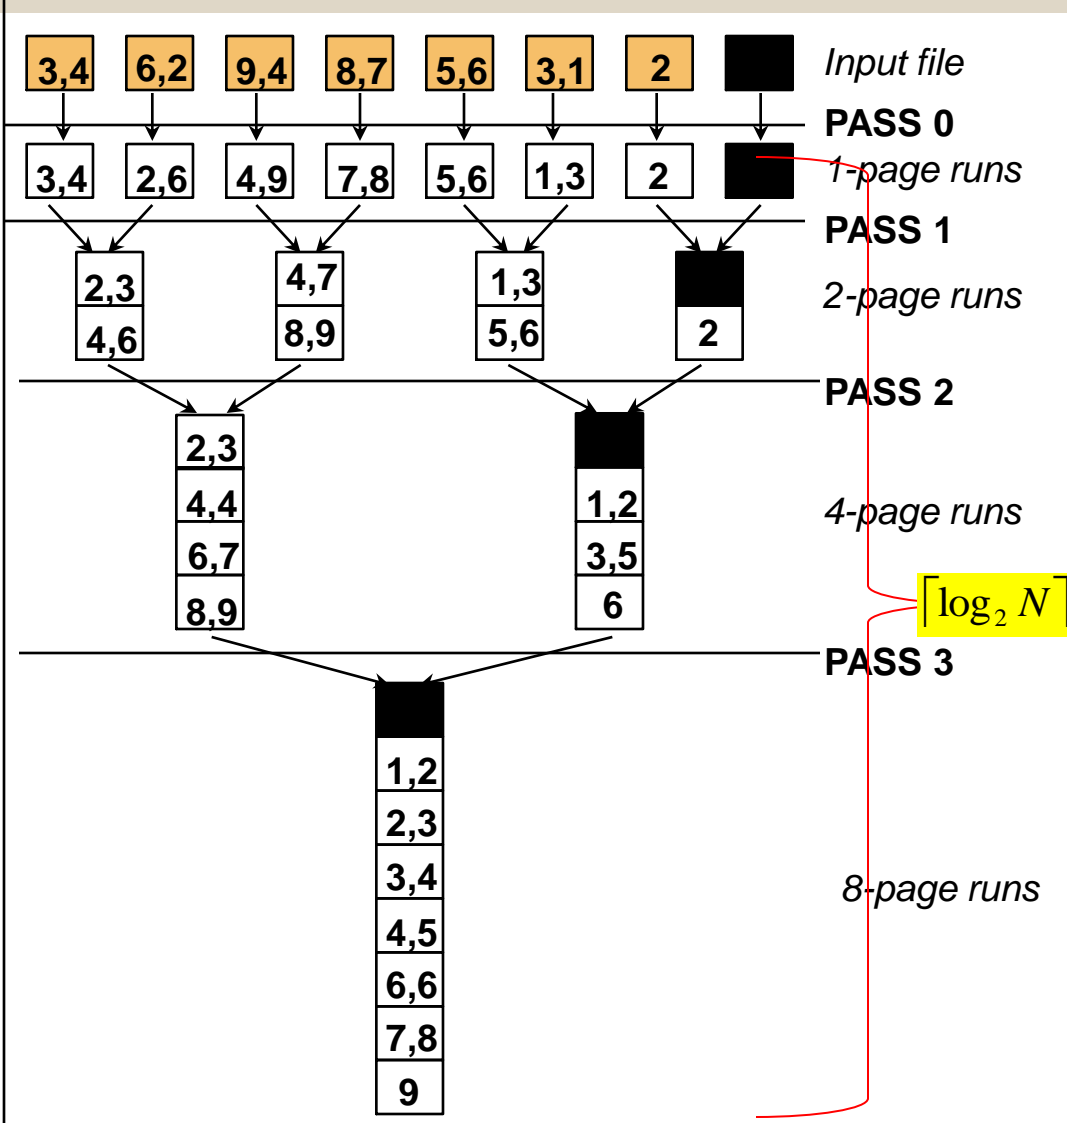 3,4 6,2 9,4 8,7 5,6 3,1 2 Input file
PASS 0
3,4 2,6 4,9 7,8 5,6 1,3 2 1-page runs
PASS 1
2,3 4,7 1,3 2-page runs
4,6 8,9 5,6 2
PASS 2
2,3
4,4 1,2 4-page runs
6,7 3,5
8,9 6 ⌈log₂ N⌉
PASS 3
1,2
2,3
3,4 8-page runs
4,5
6,6
7,8
9